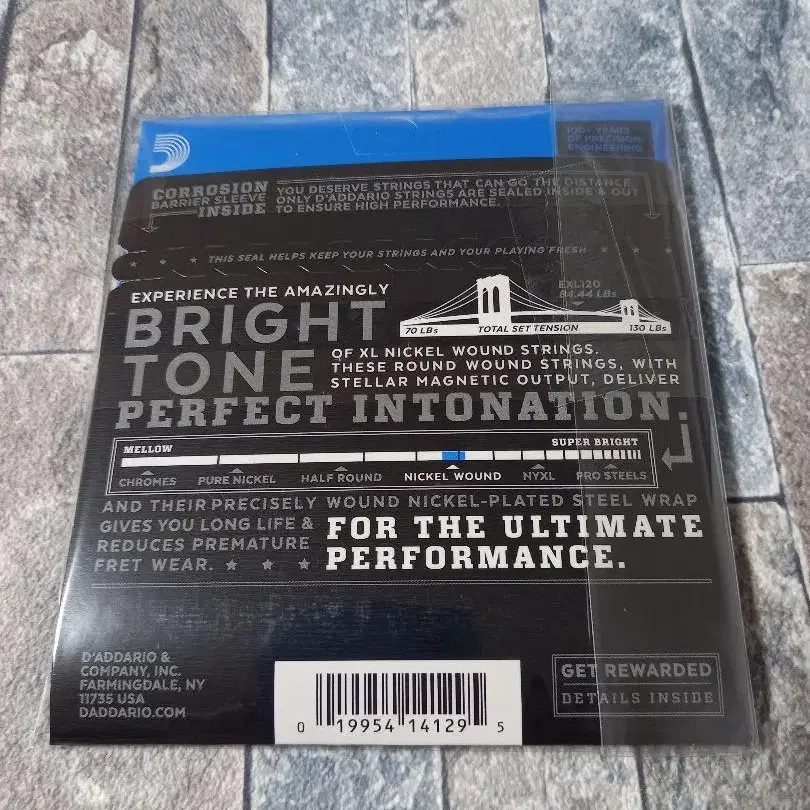 100+ YEARS
OF PRECISION
ENGINEERING
CORROSION
BARRIER SLEEVE
INSIDE
YOU DESERVE STRINGS THAT CAN GO THE DISTANCE.
ONLY D'ADDARIO STRINGS ARE SEALED INSIDE & OUT
TO ENSURE HIGH PERFORMANCE.
THIS SEAL HELPS KEEP YOUR STRINGS AND YOUR PLAYING FRESH
EXPERIENCE THE AMAZINGLY
BRIGHT
TONE
EXL120
84.44 LBs
70 LBs
TOTAL SET TENSION
130 LBs
OF XL NICKEL WOUND STRINGS.
THESE ROUND WOUND STRINGS, WITH
STELLAR MAGNETIC OUTPUT, DELIVER
PERFECT INTONATION.
MELLOW
SUPER BRIGHT
CHROMES
PURE NICKEL
HALF ROUND
NICKEL WOUND
NYXL
PRO STEELS
AND THEIR PRECISELY WOUND NICKEL-PLATED STEEL WRAP
GIVES YOU LONG LIFE &
REDUCES PREMATURE
FRET WEAR.
FOR THE ULTIMATE
PERFORMANCE.
D'ADDARIO &
COMPANY, INC.
FARMINGDALE, NY
11735 USA
DADDARIO.COM
0 19954 14129 5
GET REWARDED
DETAILS INSIDE